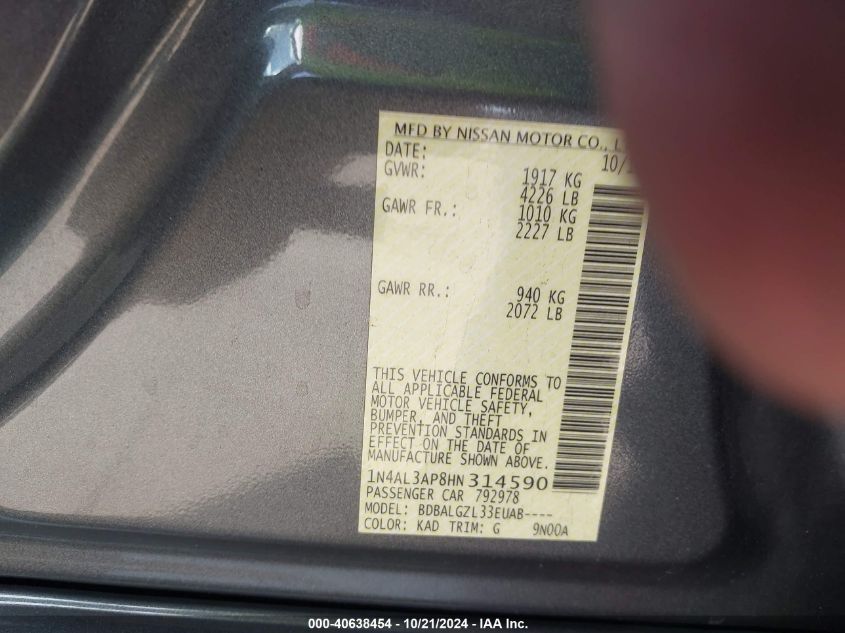 MFD BY NISSAN MOTOR CO.,
DATE: 10/
GVWR: 1917 KG
4226 LB
GAWR FR.: 1010 KG
2227 LB
GAWR RR.: 940 KG
2072 LB
THIS VEHICLE CONFORMS TO
ALL APPLICABLE FEDERAL
MOTOR VEHICLE SAFETY,
BUMPER, AND THEFT
PREVENTION STANDARDS IN
EFFECT ON THE DATE OF
MANUFACTURE SHOWN ABOVE.
1N4AL3AP8HN314590
PASSENGER CAR 792978
MODEL: BDBALGZL33EUAB----
COLOR: KAD TRIM: G 9N00A
000-40638454 - 10/21/2024 - IAA Inc.